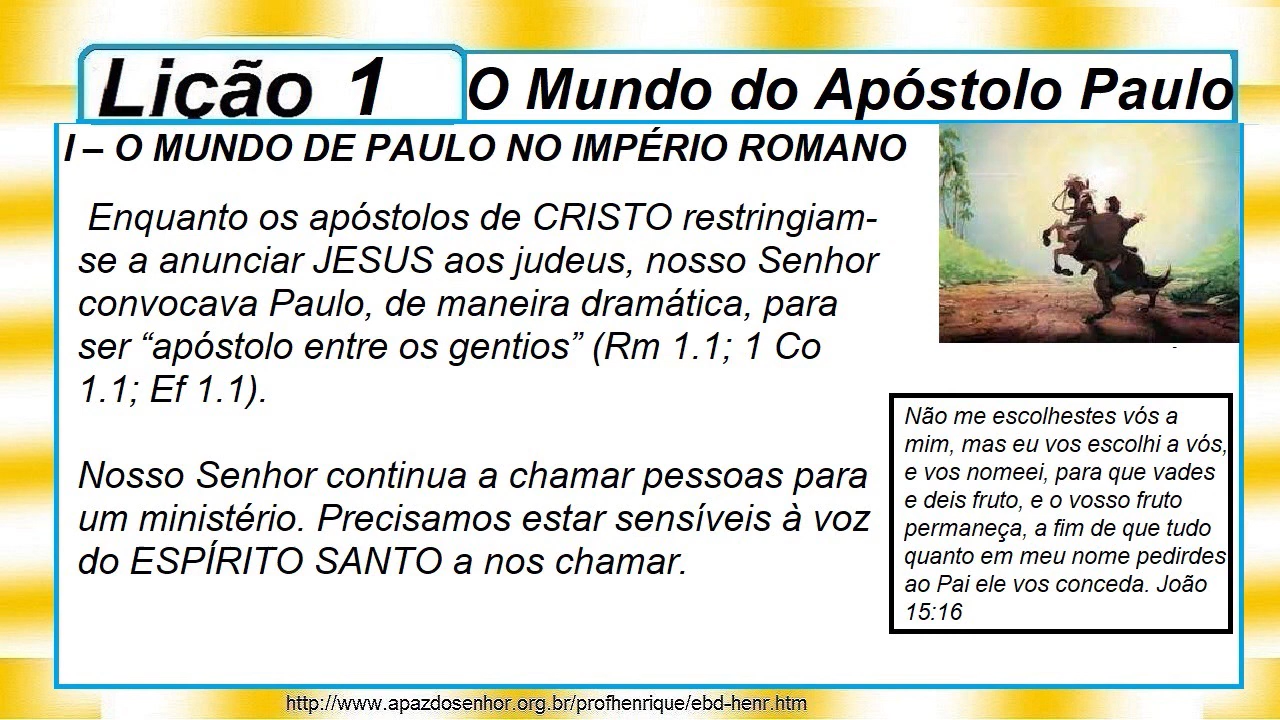 Lição 1
O Mundo do Apóstolo Paulo
I – O MUNDO DE PAULO NO IMPÉRIO ROMANO
Enquanto os apóstolos de CRISTO restringiam-
se a anunciar JESUS aos judeus, nosso Senhor
convocava Paulo, de maneira dramática, para
ser “apóstolo entre os gentios” (Rm 1.1; 1 Co
1.1; Ef 1.1).
Nosso Senhor continua a chamar pessoas para
um ministério. Precisamos estar sensíveis à voz
do ESPÍRITO SANTO a nos chamar.
Não me escolhestes vós a
mim, mas eu vos escolhi a vós,
e vos nomeei, para que vades
e deis fruto, e o vosso fruto
permaneça, a fim de que tudo
quanto em meu nome pedirdes
ao Pai ele vos conceda. João
15:16
http://www.apazdosenhor.org.br/profhenrique/ebd-henr.htm